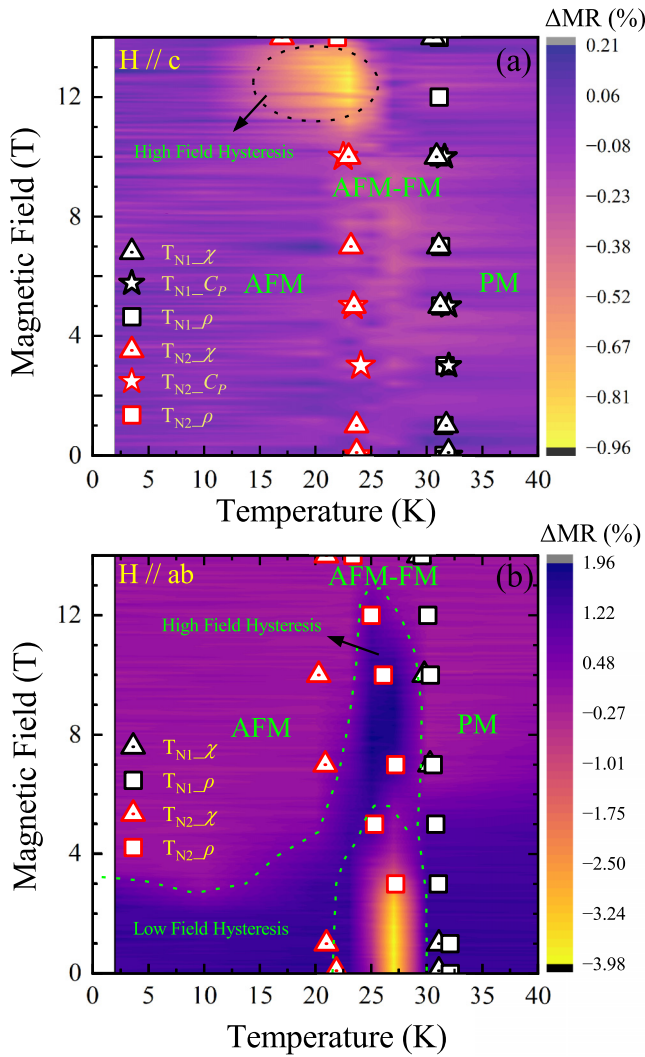 ΔMR (%)
H // c
(a)
0.21
0.06
−0.08
−0.23
−0.38
−0.52
−0.67
−0.81
−0.96
High Field Hysteresis
AFM-FM
AFM
PM
T_N1_χ
T_N1_C_P
T_N1_ρ
T_N2_χ
T_N2_C_P
T_N2_ρ
Magnetic Field (T)
12
8
4
0
0 5 10 15 20 25 30 35 40
Temperature (K)
ΔMR (%)
H // ab
AFM-FM
(b)
1.96
1.22
0.48
−0.27
−1.01
−1.75
−2.50
−3.24
−3.98
High Field Hysteresis
AFM
PM
T_N1_χ
T_N1_ρ
T_N2_χ
T_N2_ρ
Low Field Hysteresis
Magnetic Field (T)
12
8
4
0
0 5 10 15 20 25 30 35 40
Temperature (K)